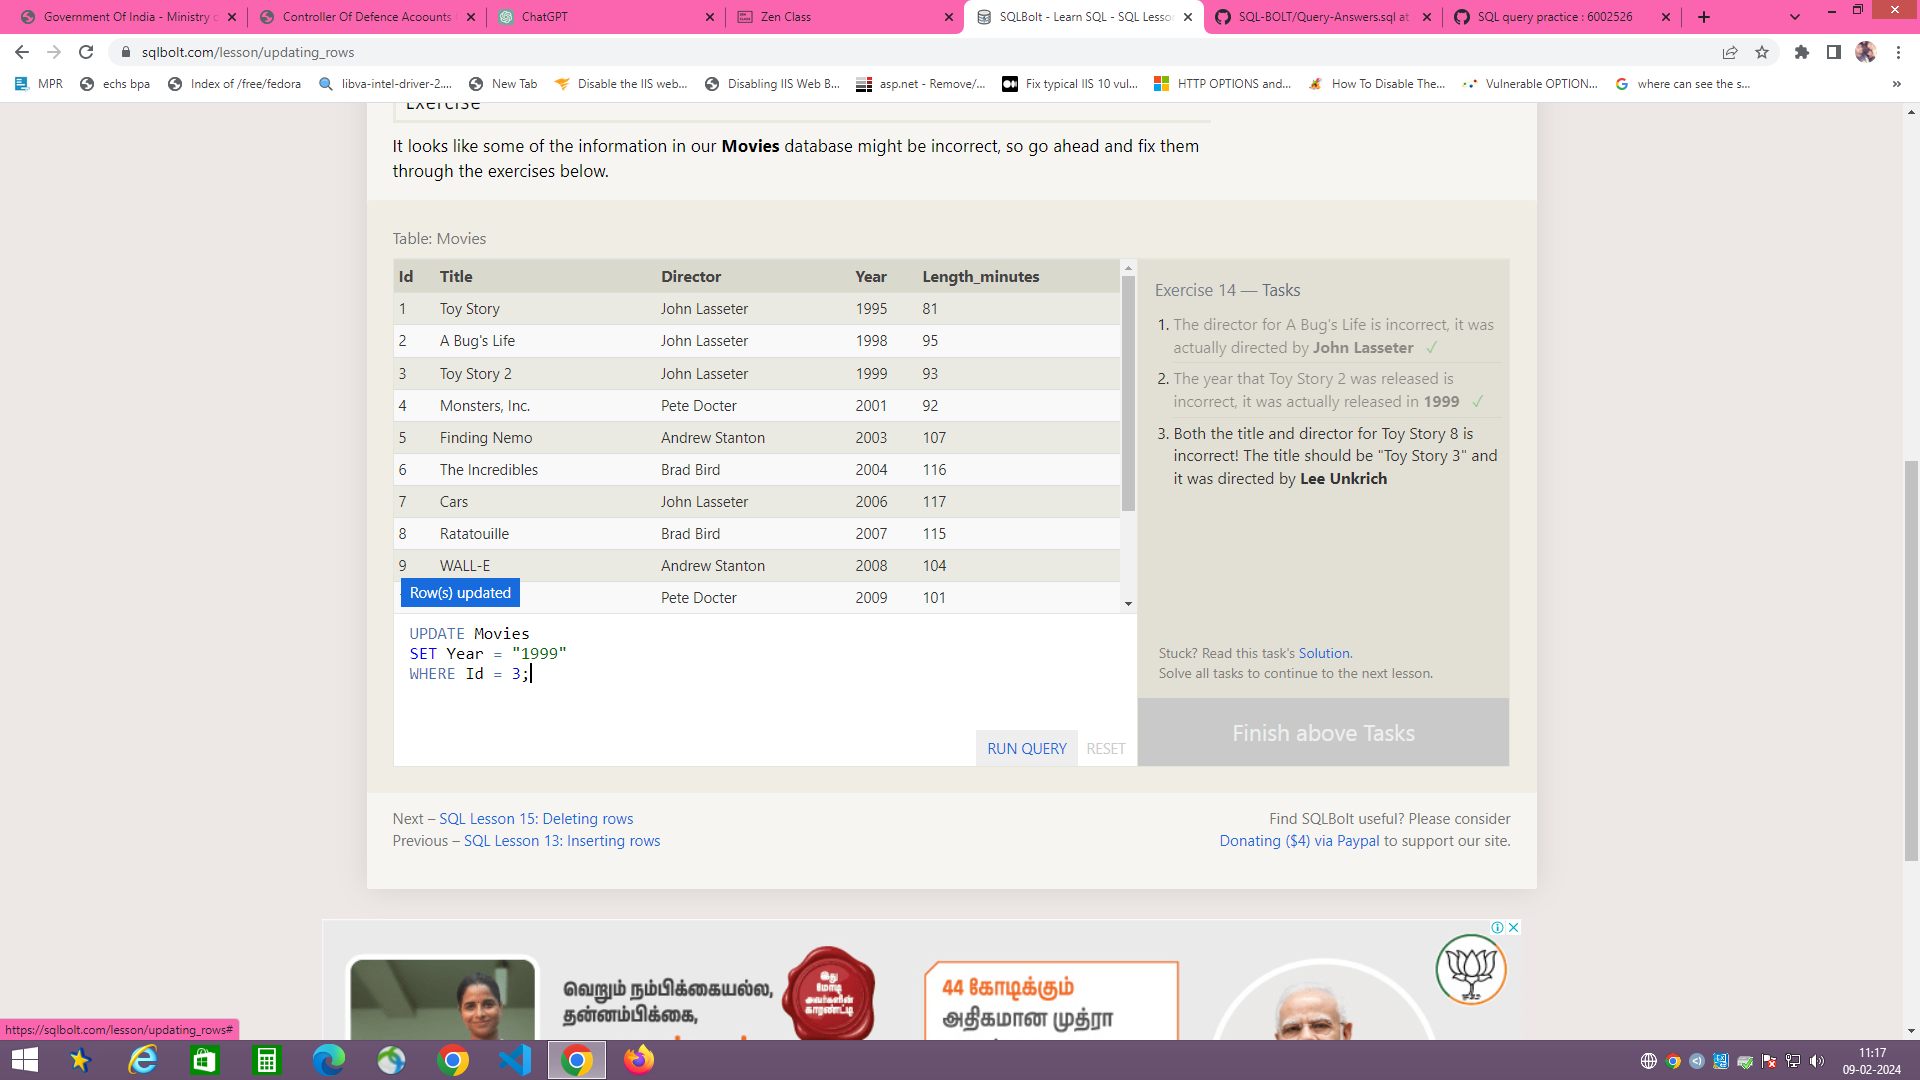 Government Of India - Ministry
Controller Of Defence Acoounts
ChatGPT
Zen Class
SQLBolt - Learn SQL - SQL Lesso
SQL-BOLT/Query-Answers.sql at
SQL query practice : 6002526
sqlbolt.com/lesson/updating_rows
MPR
echs bpa
Index of /free/fedora
libva-intel-driver-2....
New Tab
Disable the IIS web...
Disabling IIS Web B...
asp.net - Remove/...
Fix typical IIS 10 vul...
HTTP OPTIONS and...
How To Disable The...
Vulnerable OPTION...
where can see the s...
»
Exercise
It looks like some of the information in our Movies database might be incorrect, so go ahead and fix them
through the exercises below.
Table: Movies
Id Title Director Year Length_minutes
1 Toy Story John Lasseter 1995 81
2 A Bug's Life John Lasseter 1998 95
3 Toy Story 2 John Lasseter 1999 93
4 Monsters, Inc. Pete Docter 2001 92
5 Finding Nemo Andrew Stanton 2003 107
6 The Incredibles Brad Bird 2004 116
7 Cars John Lasseter 2006 117
8 Ratatouille Brad Bird 2007 115
9 WALL-E Andrew Stanton 2008 104
Pete Docter 2009 101
Row(s) updated
UPDATE Movies
SET Year = "1999"
WHERE Id = 3;
RUN QUERY RESET
Exercise 14 — Tasks
1. The director for A Bug's Life is incorrect, it was
actually directed by John Lasseter ✓
2. The year that Toy Story 2 was released is
incorrect, it was actually released in 1999 ✓
3. Both the title and director for Toy Story 8 is
incorrect! The title should be "Toy Story 3" and
it was directed by Lee Unkrich
Stuck? Read this task's Solution.
Solve all tasks to continue to the next lesson.
Finish above Tasks
Next – SQL Lesson 15: Deleting rows
Previous – SQL Lesson 13: Inserting rows
Find SQLBolt useful? Please consider
Donating ($4) via Paypal to support our site.
வெறும் நம்பிக்கையல்ல,
தன்னம்பிக்கை,
இது
மோடி
அவர்களின்
காரண்ட்டி
44 கோடிக்கும்
அதிகமான முத்ரா
https://sqlbolt.com/lesson/updating_rows#
11:17
09-02-2024